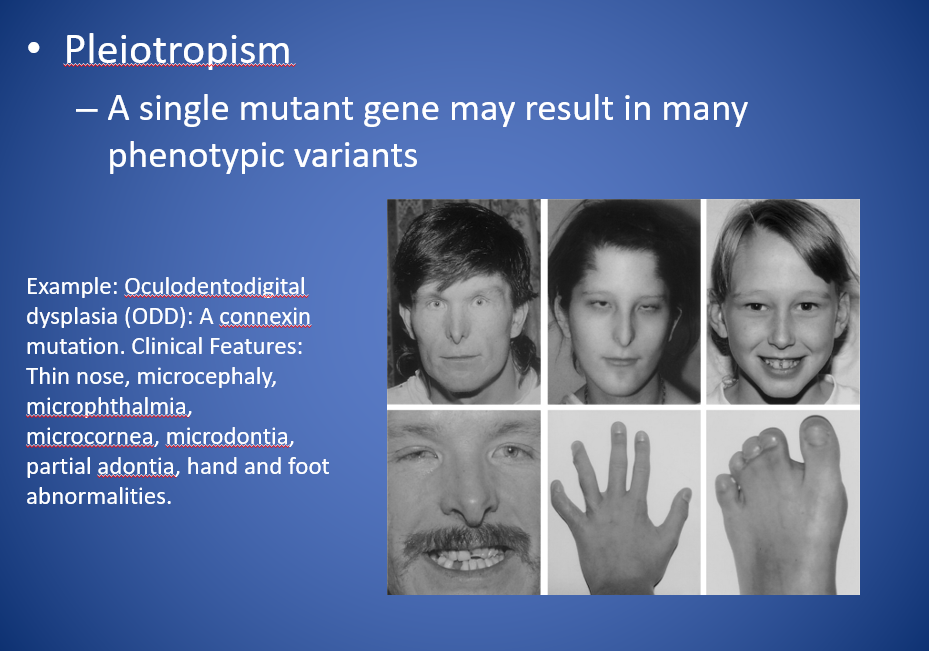 • Pleiotropism
– A single mutant gene may result in many
phenotypic variants
Example: Oculodentodigital
dysplasia (ODD): A connexin
mutation. Clinical Features:
Thin nose, microcephaly,
microphthalmia,
microcornea, microdontia,
partial adontia, hand and foot
abnormalities.